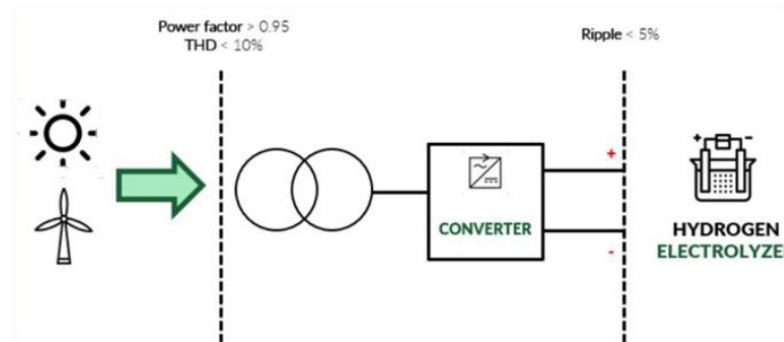 Power factor > 0.95
THD < 10%
Ripple < 5%
+
-
+ -
CONVERTER
HYDROGEN
ELECTROLYZE